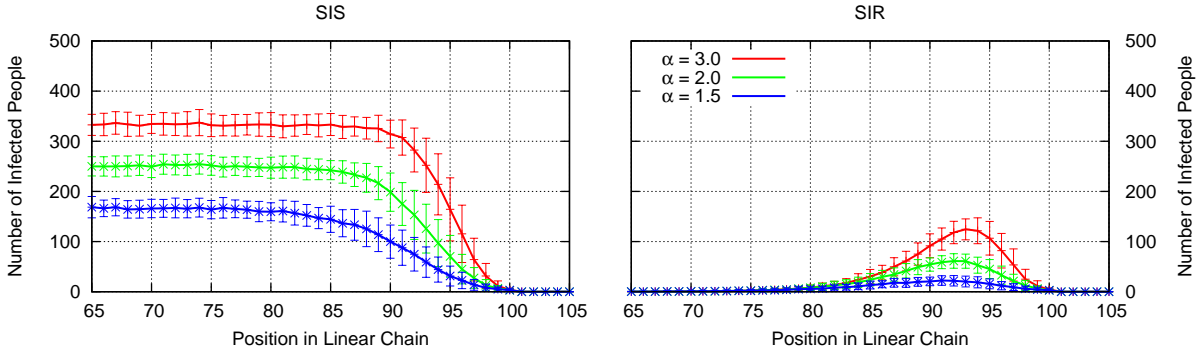 SIS
500
400
300
200
100
0
65 70 75 80 85 90 95 100 105
Number of Infected People
Position in Linear Chain
SIR
α = 3.0
α = 2.0
α = 1.5
500
400
300
200
100
0
65 70 75 80 85 90 95 100 105
Number of Infected People
Position in Linear Chain